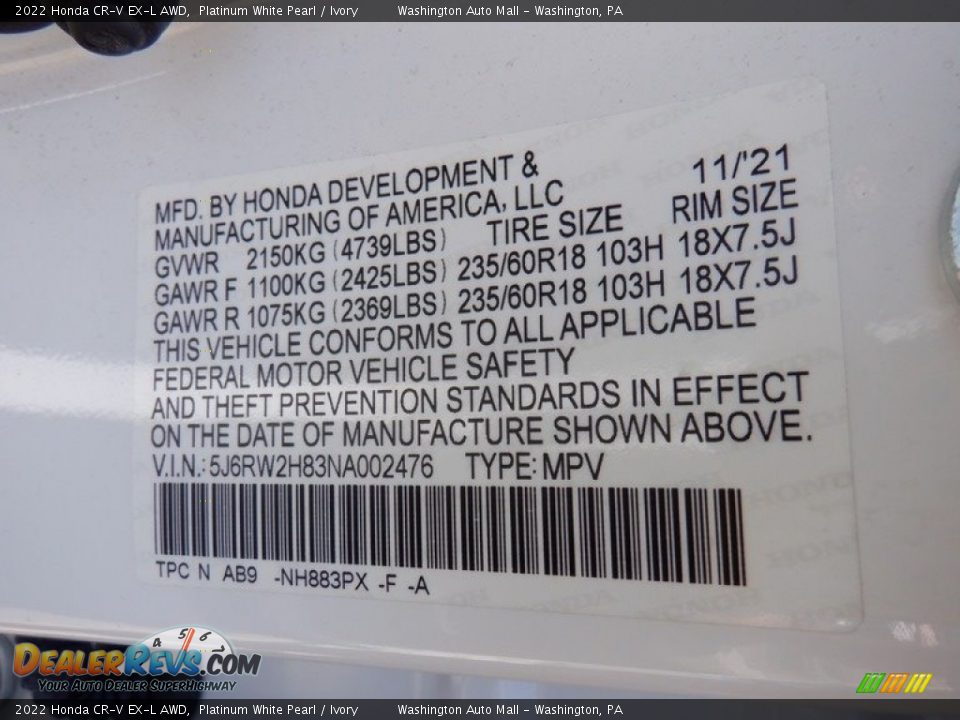 2022 Honda CR-V EX-L AWD, Platinum White Pearl / Ivory Washington Auto Mall - Washington, PA
MFD. BY HONDA DEVELOPMENT & 11/'21
MANUFACTURING OF AMERICA, LLC
GVWR 2150KG (4739LBS) TIRE SIZE RIM SIZE
GAWR F 1100KG (2425LBS) 235/60R18 103H 18X7.5J
GAWR R 1075KG (2369LBS) 235/60R18 103H 18X7.5J
THIS VEHICLE CONFORMS TO ALL APPLICABLE
FEDERAL MOTOR VEHICLE SAFETY
AND THEFT PREVENTION STANDARDS IN EFFECT
ON THE DATE OF MANUFACTURE SHOWN ABOVE.
V.I.N.: 5J6RW2H83NA002476 TYPE: MPV
TPC N AB9 -NH883PX -F -A
4 5 6
DEALERREVS.COM
Your Auto Dealer SuperHighway
2022 Honda CR-V EX-L AWD, Platinum White Pearl / Ivory Washington Auto Mall - Washington, PA